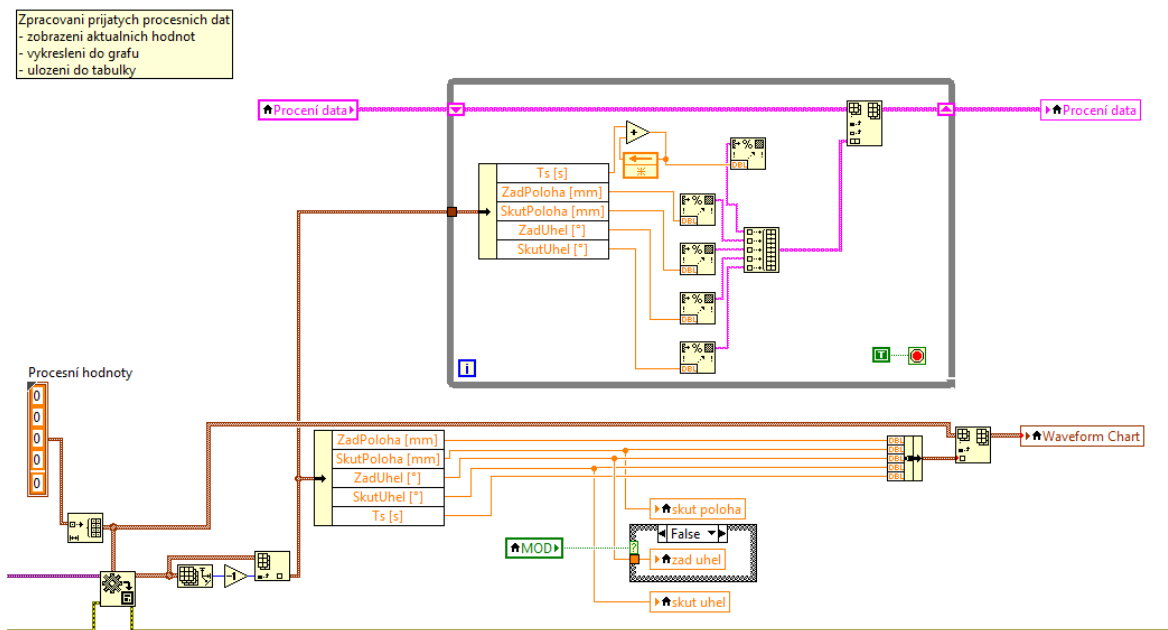 Zpracovani prijatych procesnich dat
- zobrazeni aktualnich hodnot
- vykresleni do grafu
- ulozeni do tabulky
Procení data
Procení data
DBL
Ts [s]
ZadPoloha [mm]
SkutPoloha [mm]
ZadUhel [°]
SkutUhel [°]
DBL
DBL
DBL
DBL
i
T
Procesní hodnoty
0
0
0
0
0
ZadPoloha [mm]
SkutPoloha [mm]
ZadUhel [°]
SkutUhel [°]
Ts [s]
DBL
DBL
DBL
DBL
DBL
Waveform Chart
skut poloha
False
MOD
?
zad uhel
skut uhel
-1